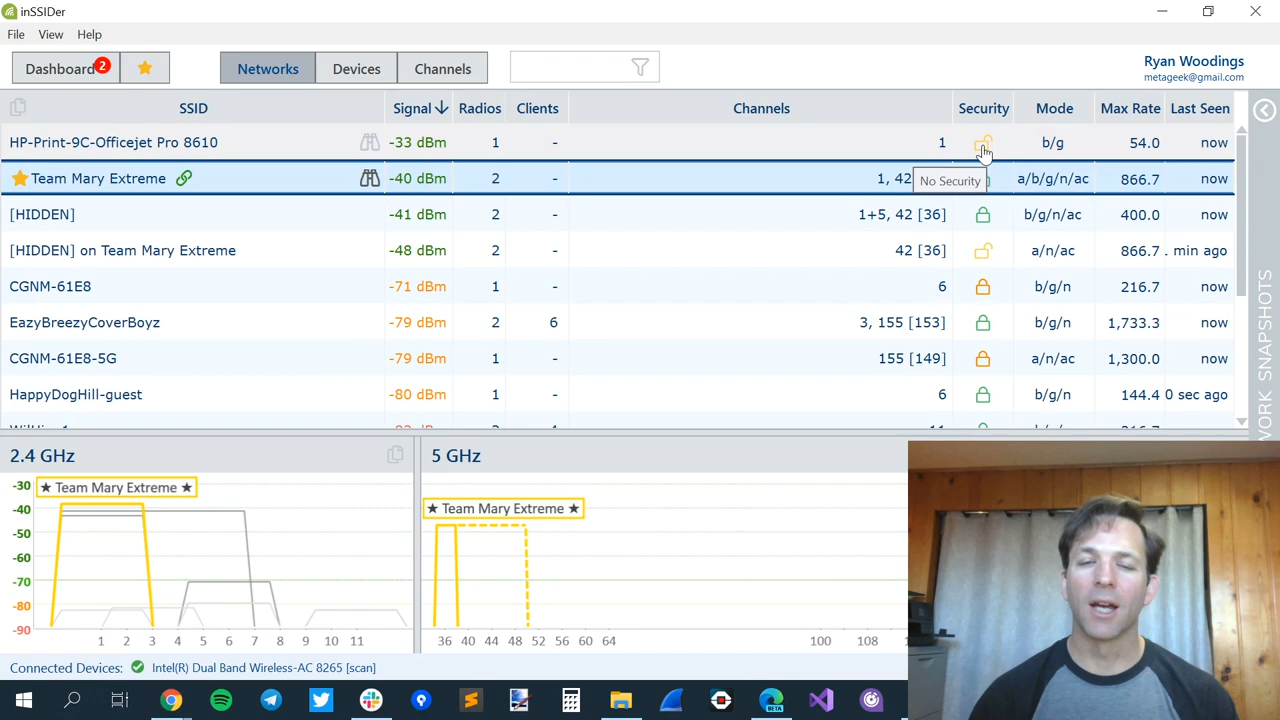 inSSIDer
File View Help
Dashboard 2 Networks Devices Channels
Ryan Woodings
metageek@gmail.com
SSID Signal Radios Clients Channels Security Mode Max Rate Last Seen
HP-Print-9C-Officejet Pro 8610 -33 dBm 1 - 1 b/g 54.0 now
Team Mary Extreme -40 dBm 2 - 1, 42 a/b/g/n/ac 866.7 now
No Security
[HIDDEN] -41 dBm 2 - 1+5, 42 [36] b/g/n/ac 400.0 now
[HIDDEN] on Team Mary Extreme -48 dBm 2 - 42 [36] a/n/ac 866.7 . min ago
CGNM-61E8 -71 dBm 1 - 6 b/g/n 216.7 now
EazyBreezyCoverBoyz -79 dBm 2 6 3, 155 [153] b/g/n 1,733.3 now
CGNM-61E8-5G -79 dBm 1 - 155 [149] a/n/ac 1,300.0 now
HappyDogHill-guest -80 dBm 1 - 6 b/g/n 144.4 0 sec ago
WORK SNAPSHOTS
2.4 GHz
★ Team Mary Extreme ★
-30
-40
-50
-60
-70
-80
-90
1 2 3 4 5 6 7 8 9 10 11
5 GHz
★ Team Mary Extreme ★
36 40 44 48 52 56 60 64 100 108
Connected Devices: Intel(R) Dual Band Wireless-AC 8265 [scan]
BETA